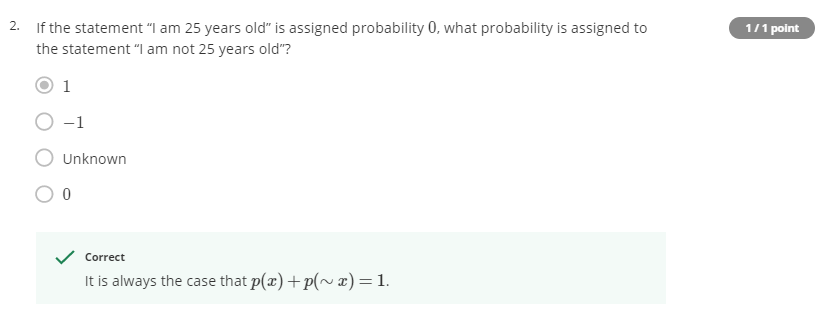 2. If the statement “I am 25 years old” is assigned probability 0, what probability is assigned to 1 / 1 point
the statement “I am not 25 years old”?
1
−1
Unknown
0
Correct
It is always the case that p(x) + p(∼ x) = 1.